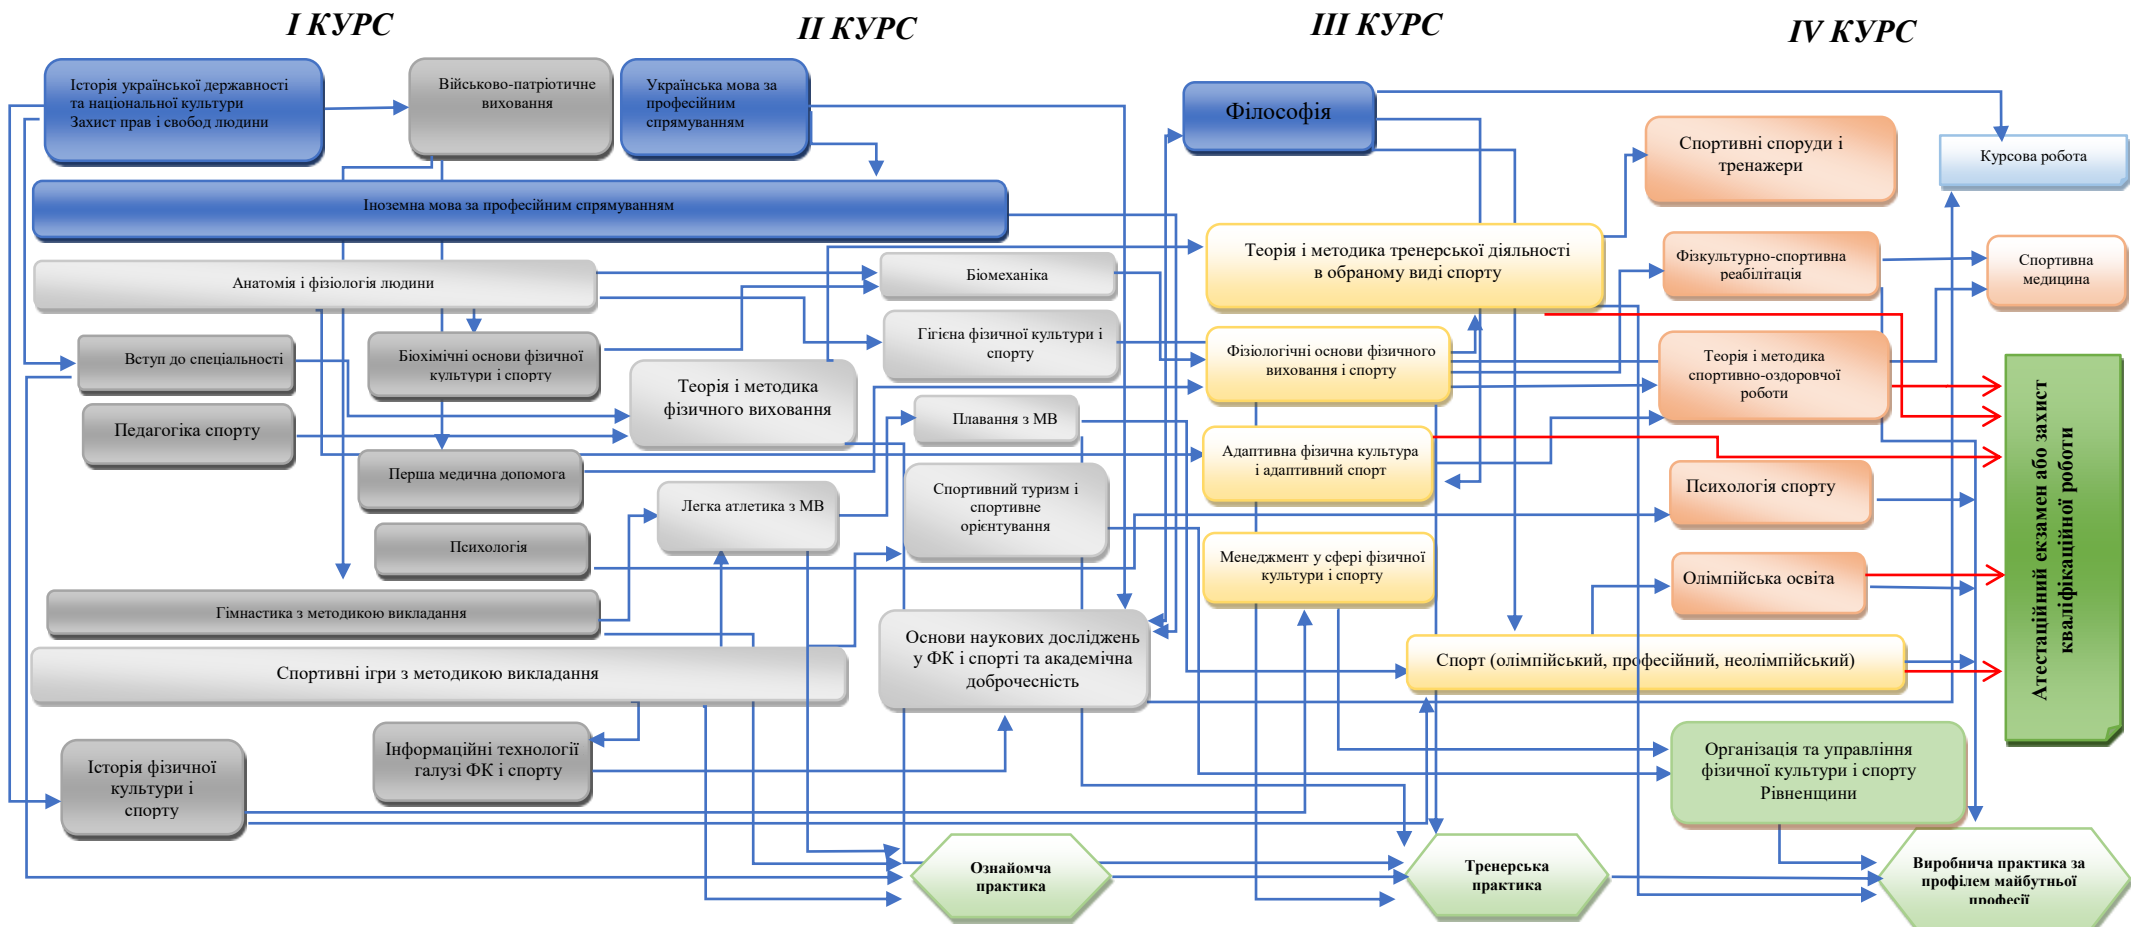 I КУРС
II КУРС
III КУРС
IV КУРС
Історія української державності
та національної культури
Захист прав і свобод людини
Військово-патріотичне
виховання
Українська мова за
професійним
спрямуванням
Філософія
Спортивні споруди і
тренажери
Курсова робота
Іноземна мова за професійним спрямуванням
Теорія і методика тренерської діяльності
в обраному виді спорту
Фізкультурно-спортивна
реабілітація
Спортивна
медицина
Анатомія і фізіологія людини
Біомеханіка
Гігієна фізичної культури і
спорту
Вступ до спеціальності
Біохімічні основи фізичної
культури і спорту
Теорія і методика
фізичного виховання
Фізіологічні основи фізичного
виховання і спорту
Теорія і методика
спортивно-оздоровчої
роботи
Атестаційний екзамен або захист
кваліфікаційної роботи
Педагогіка спорту
Плавання з МВ
Адаптивна фізична культура
і адаптивний спорт
Перша медична допомога
Легка атлетика з МВ
Спортивний туризм і
спортивне
орієнтування
Психологія спорту
Психологія
Менеджмент у сфері фізичної
культури і спорту
Олімпійська освіта
Гімнастика з методикою викладання
Основи наукових досліджень
у ФК і спорті та академічна
доброчесність
Спорт (олімпійський, професійний, неолімпійський)
Спортивні ігри з методикою викладання
Історія фізичної
культури і
спорту
Інформаційні технології
галузі ФК і спорту
Організація та управління
фізичної культури і спорту
Рівненщини
Ознайомча
практика
Тренерська
практика
Виробнича практика за
профілем майбутньої
професії